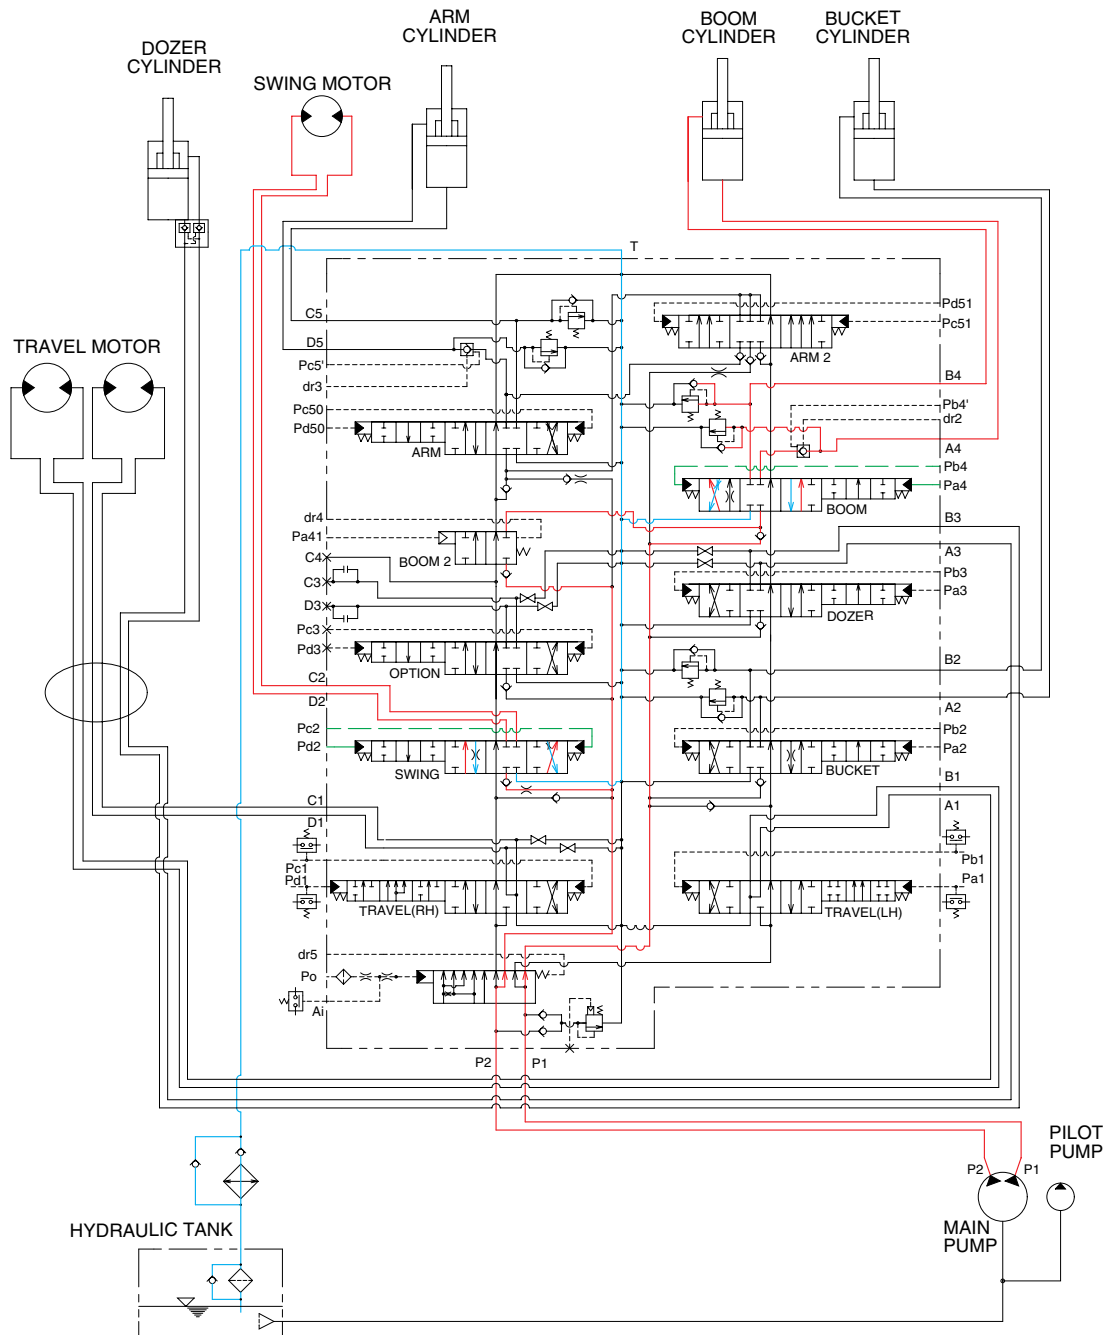 ARM
CYLINDER
BOOM
CYLINDER
BUCKET
CYLINDER
DOZER
CYLINDER
SWING MOTOR
T
C5
Pd51
Pc51
D5
ARM 2
TRAVEL MOTOR
Pc5'
B4
dr3
Pb4'
Pc50
dr2
Pd50
A4
ARM
Pb4
Pa4
BOOM
dr4
B3
Pa41
BOOM 2
C4
A3
C3
Pb3
Pa3
D3
DOZER
Pc3
Pd3
B2
OPTION
C2
D2
A2
Pc2
Pb2
Pd2
Pa2
SWING
BUCKET
B1
C1
A1
D1
Pb1
Pc1
Pd1
Pa1
TRAVEL(RH)
TRAVEL(LH)
dr5
Po
Ai
P2
P1
PILOT
PUMP
P2
P1
HYDRAULIC TANK
MAIN
PUMP